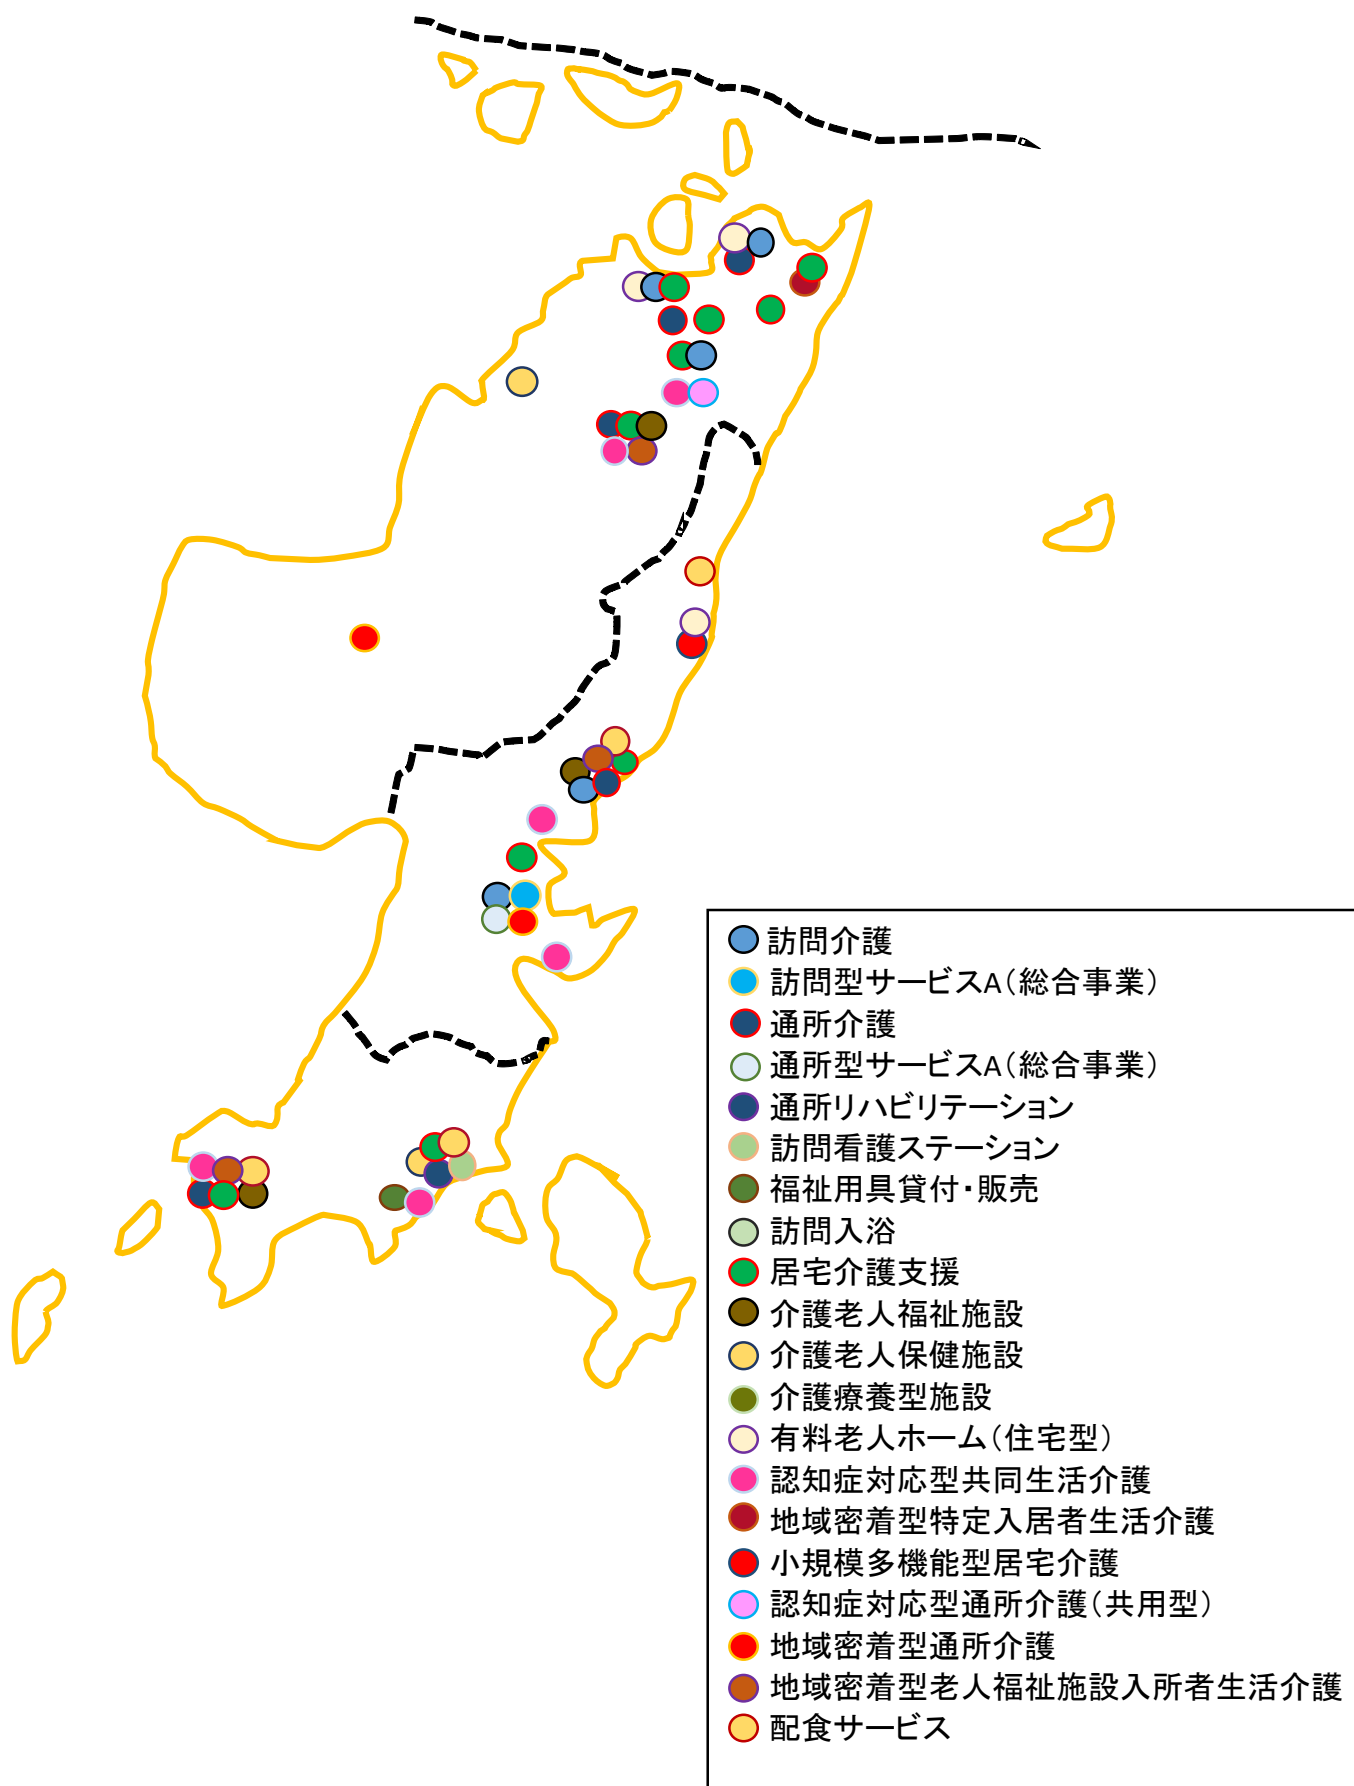 訪問介護
訪問型サービスA（総合事業）
通所介護
通所型サービスA（総合事業）
通所リハビリテーション
訪問看護ステーション
福祉用具貸付・販売
訪問入浴
居宅介護支援
介護老人福祉施設
介護老人保健施設
介護療養型施設
有料老人ホーム（住宅型）
認知症対応型共同生活介護
地域密着型特定入居者生活介護
小規模多機能型居宅介護
認知症対応型通所介護（共用型）
地域密着型通所介護
地域密着型老人福祉施設入所者生活介護
配食サービス